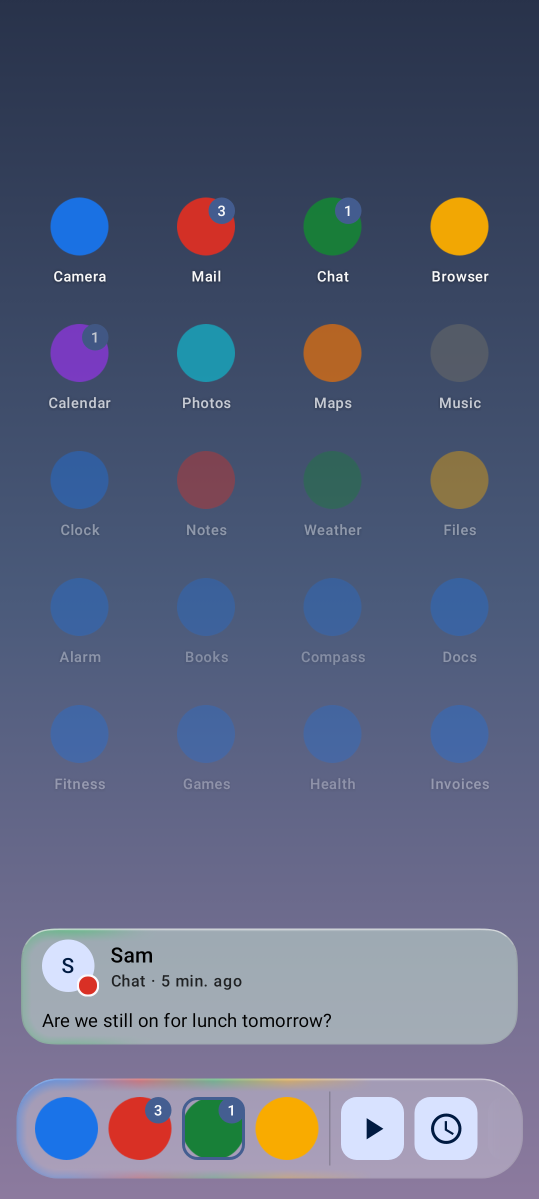 3 1
Camera Mail Chat Browser
1
Calendar Photos Maps Music
Clock Notes Weather Files
Alarm Books Compass Docs
Fitness Games Health Invoices
S Sam
Chat · 5 min. ago
Are we still on for lunch tomorrow?
3 1